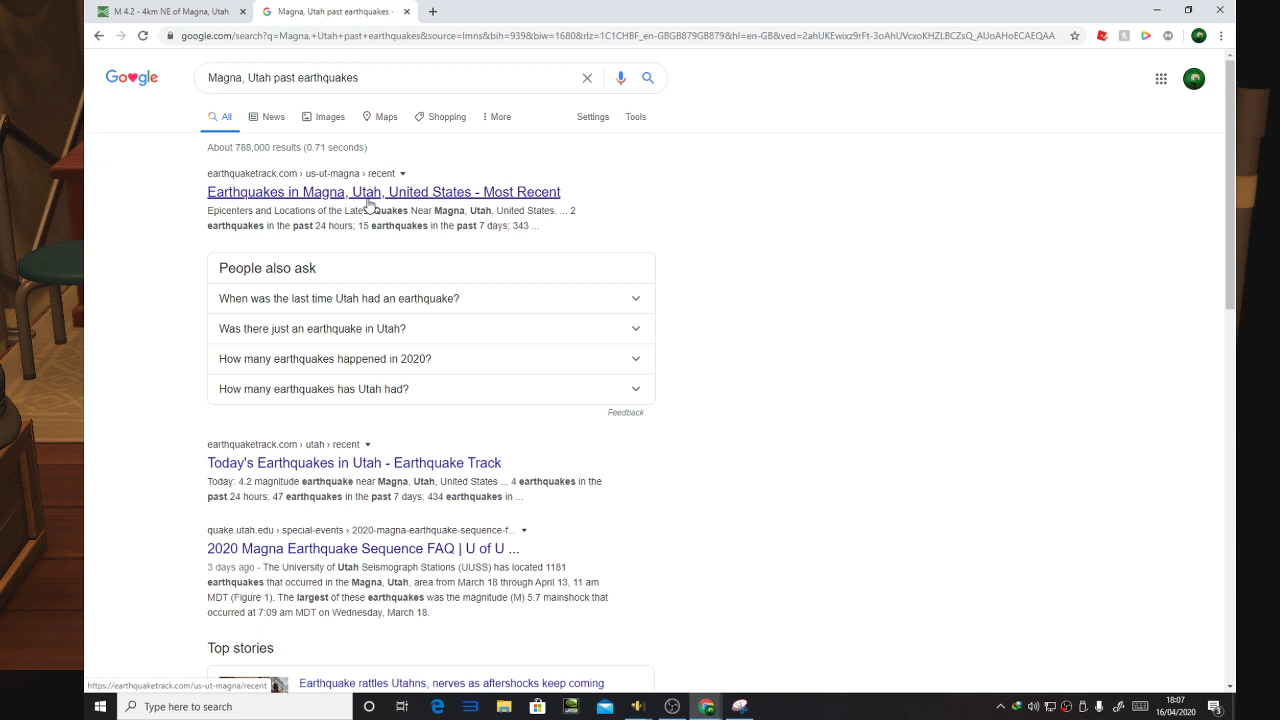 M 4.2 - 4km NE of Magna, Utah
Magna, Utah past earthquakes -
google.com/search?q=Magna,+Utah+past+earthquakes&source=lmns&bih=939&biw=1680&rlz=1C1CHBF_en-GBGB879GB879&hl=en-GB&ved=2ahUKEwixz9rFt-3oAhUVcxoKHZLBCZsQ_AUoAHoECAEQAA
Google
Magna, Utah past earthquakes
All News Images Maps Shopping More Settings Tools
About 788,000 results (0.71 seconds)
earthquaketrack.com › us-ut-magna › recent
Earthquakes in Magna, Utah, United States - Most Recent
Epicenters and Locations of the Latest Quakes Near Magna, Utah, United States. ... 2
earthquakes in the past 24 hours; 15 earthquakes in the past 7 days; 343 ...
People also ask
When was the last time Utah had an earthquake?
Was there just an earthquake in Utah?
How many earthquakes happened in 2020?
How many earthquakes has Utah had?
Feedback
earthquaketrack.com › utah › recent
Today's Earthquakes in Utah - Earthquake Track
Today: 4.2 magnitude earthquake near Magna, Utah, United States ... 4 earthquakes in the
past 24 hours; 47 earthquakes in the past 7 days; 434 earthquakes in ...
quake.utah.edu › special-events › 2020-magna-earthquake-sequence-f...
2020 Magna Earthquake Sequence FAQ | U of U ...
3 days ago - The University of Utah Seismograph Stations (UUSS) has located 1181
earthquakes that occurred in the Magna, Utah, area from March 18 through April 13, 11 am
MDT (Figure 1). The largest of these earthquakes was the magnitude (M) 5.7 mainshock that
occurred at 7:09 am MDT on Wednesday, March 18.
Top stories
Earthquake rattles Utahns, nerves as aftershocks keep coming
https://earthquaketrack.com/us-ut-magna/recent
Type here to search
18:07
16/04/2020
3